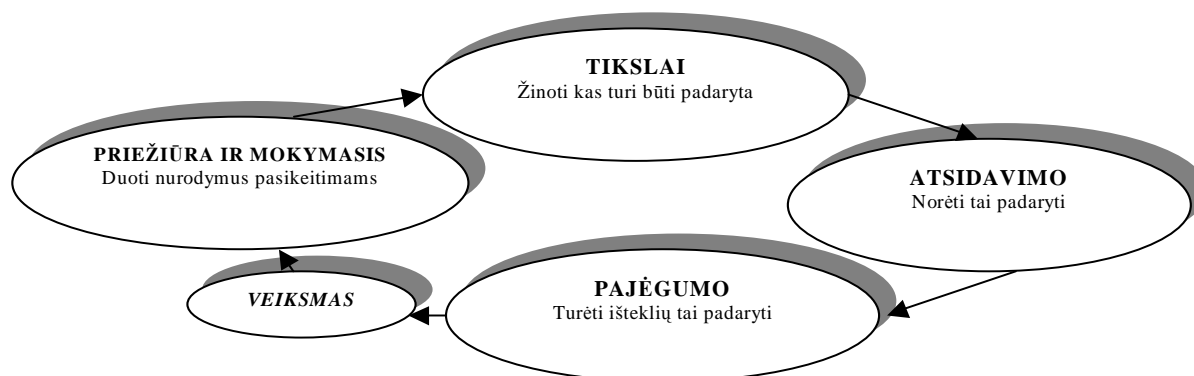 TIKSLAI
Žinoti kas turi būti padaryta
PRIEŽIŪRA IR MOKYMASIS
Duoti nurodymus pasikeitimams
ATSIDAVIMO
Norėti tai padaryti
PAJĖGUMO
Turėti išteklių tai padaryti
VEIKSMAS